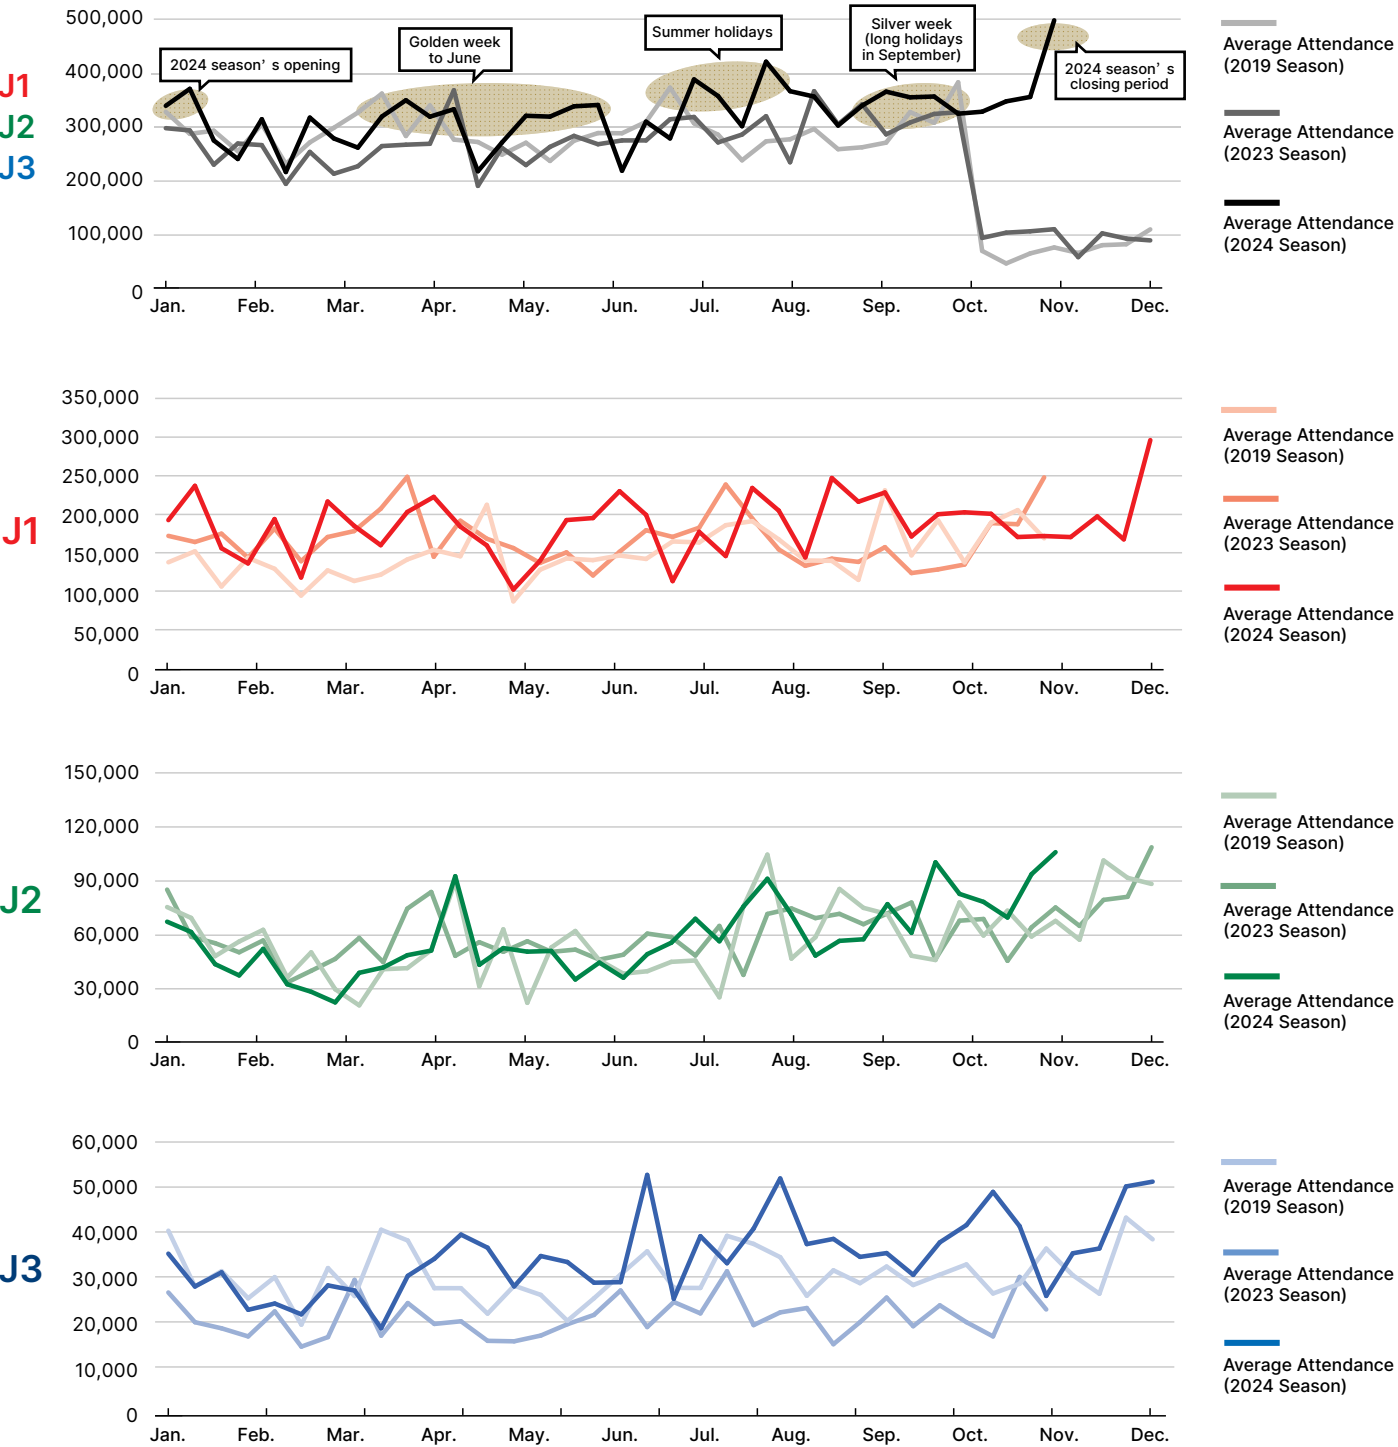 J1
J2
J3
500,000
400,000
300,000
200,000
100,000
0
2024 season’s opening
Golden week
to June
Summer holidays
Silver week
(long holidays
in September)
2024 season’s
closing period
Jan. Feb. Mar. Apr. May. Jun. Jul. Aug. Sep. Oct. Nov. Dec.
Average Attendance
(2019 Season)
Average Attendance
(2023 Season)
Average Attendance
(2024 Season)
J1
350,000
300,000
250,000
200,000
150,000
100,000
50,000
0
Jan. Feb. Mar. Apr. May. Jun. Jul. Aug. Sep. Oct. Nov. Dec.
Average Attendance
(2019 Season)
Average Attendance
(2023 Season)
Average Attendance
(2024 Season)
J2
150,000
120,000
90,000
60,000
30,000
0
Jan. Feb. Mar. Apr. May. Jun. Jul. Aug. Sep. Oct. Nov. Dec.
Average Attendance
(2019 Season)
Average Attendance
(2023 Season)
Average Attendance
(2024 Season)
J3
60,000
50,000
40,000
30,000
20,000
10,000
0
Jan. Feb. Mar. Apr. May. Jun. Jul. Aug. Sep. Oct. Nov. Dec.
Average Attendance
(2019 Season)
Average Attendance
(2023 Season)
Average Attendance
(2024 Season)